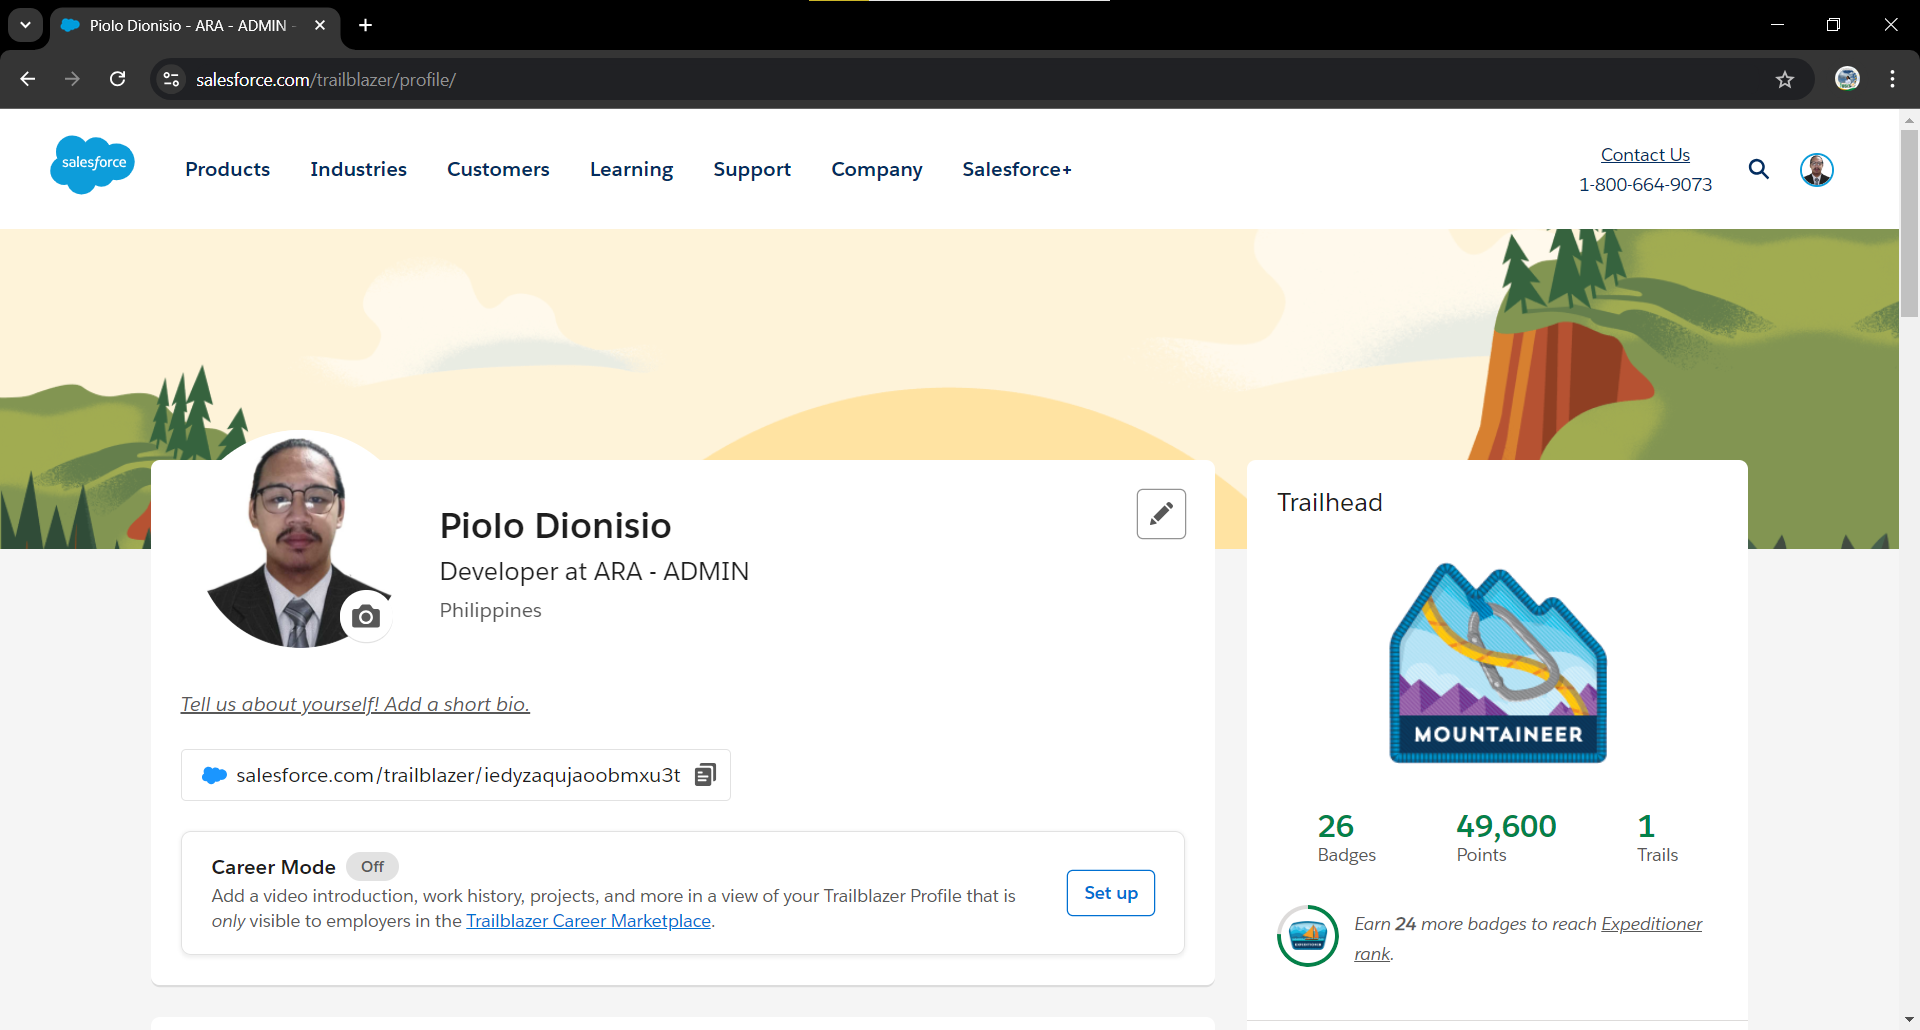 Piolo Dionisio - ARA - ADMIN -
salesforce.com/trailblazer/profile/
salesforce
Products Industries Customers Learning Support Company Salesforce+
Contact Us
1-800-664-9073
Piolo Dionisio
Developer at ARA - ADMIN
Philippines
Tell us about yourself! Add a short bio.
salesforce.com/trailblazer/iedyzaqujaoobmxu3t
Career Mode Off
Add a video introduction, work history, projects, and more in a view of your Trailblazer Profile that is
only visible to employers in the Trailblazer Career Marketplace.
Set up
Trailhead
MOUNTAINEER
26 49,600 1
Badges Points Trails
Earn 24 more badges to reach Expeditioner
rank.